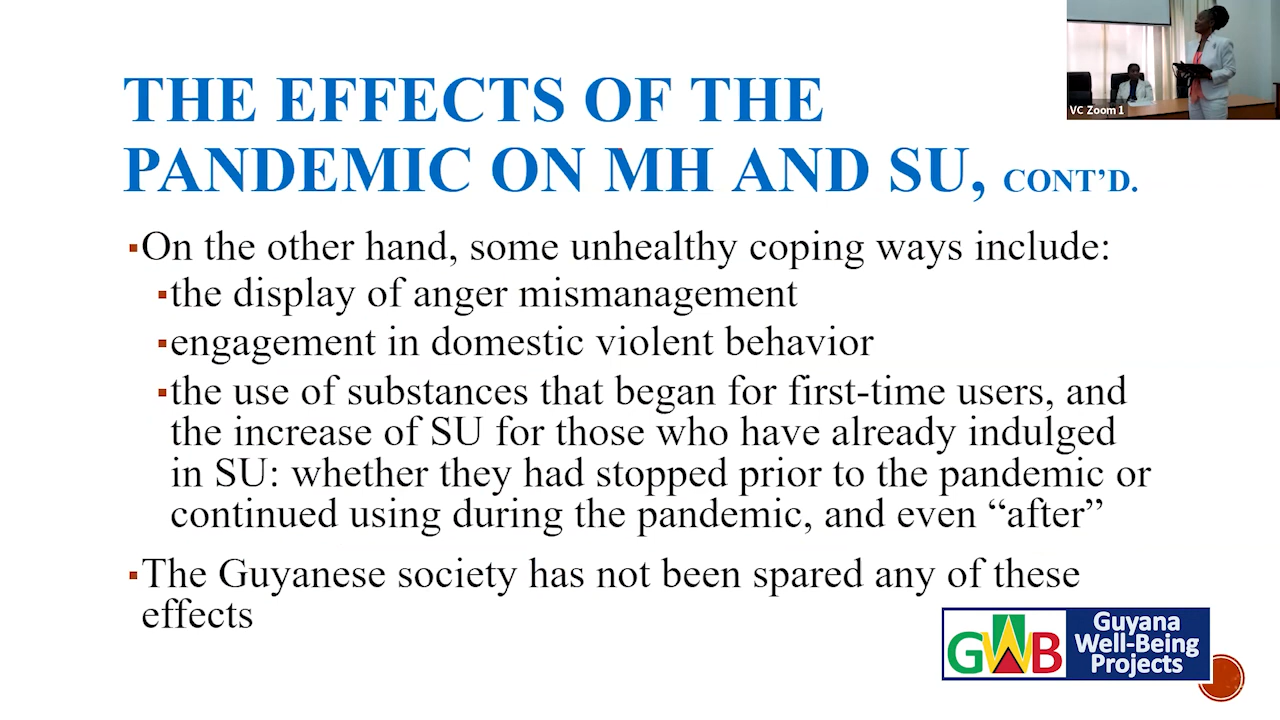 VC Zoom 1
THE EFFECTS OF THE
PANDEMIC ON MH AND SU, CONT’D.
▪On the other hand, some unhealthy coping ways include:
▪the display of anger mismanagement
▪engagement in domestic violent behavior
▪the use of substances that began for first-time users, and
the increase of SU for those who have already indulged
in SU: whether they had stopped prior to the pandemic or
continued using during the pandemic, and even “after”
▪The Guyanese society has not been spared any of these
effects
GWB
Guyana
Well-Being
Projects